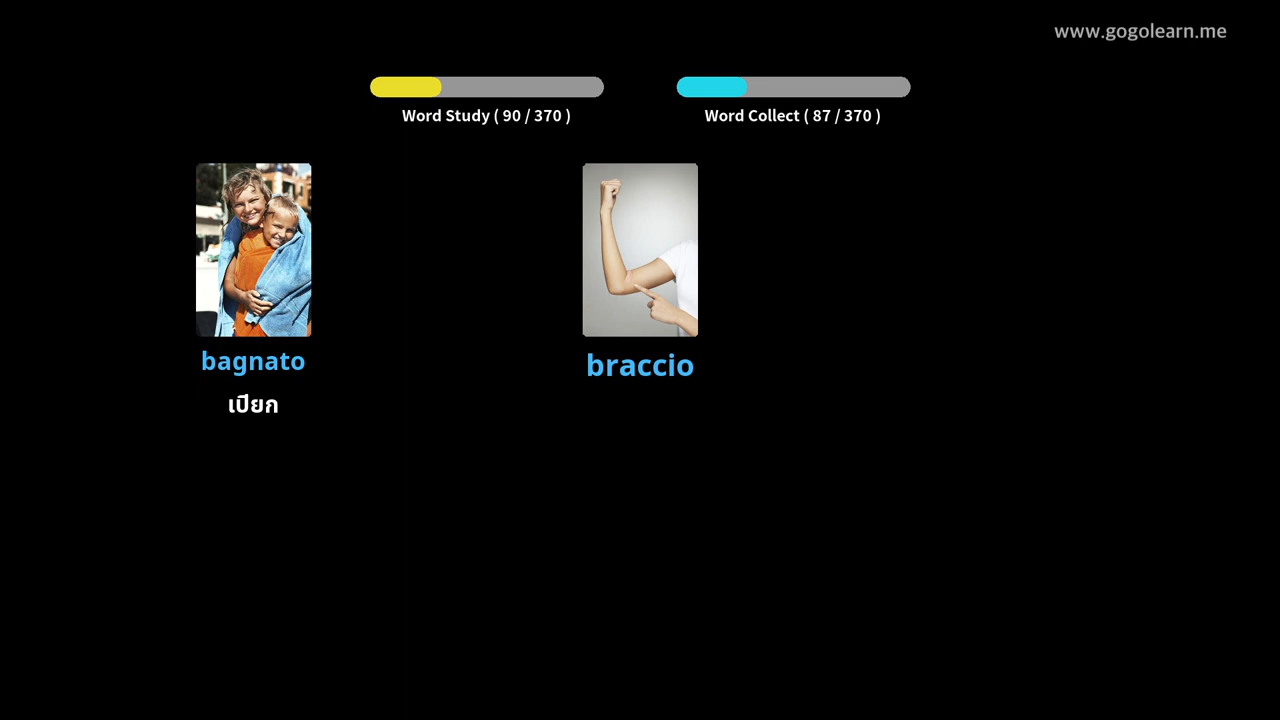 www.gogolearn.me
Word Study ( 90 / 370 )
Word Collect ( 87 / 370 )
bagnato
เปียก
braccio